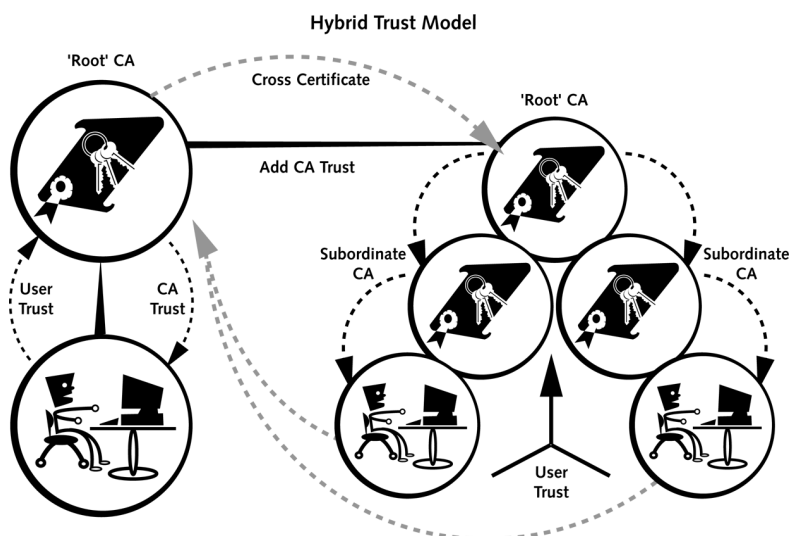 Hybrid Trust Model
'Root' CA
Cross Certificate
'Root' CA
Add CA Trust
Subordinate
CA
Subordinate
CA
User
Trust
CA
Trust
User
Trust